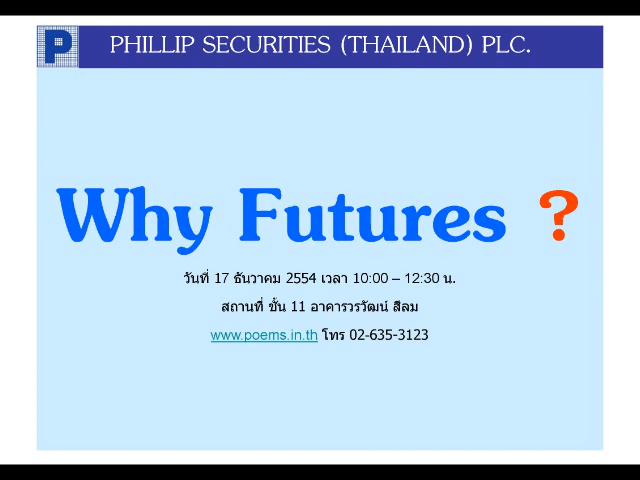 P
PHILLIP SECURITIES (THAILAND) PLC.
Why Futures ?
วันที่ 17 ธันวาคม 2554 เวลา 10:00 – 12:30 น.
สถานที่ ชั้น 11 อาคารวรวัฒน์ สีลม
www.poems.in.th โทร 02-635-3123